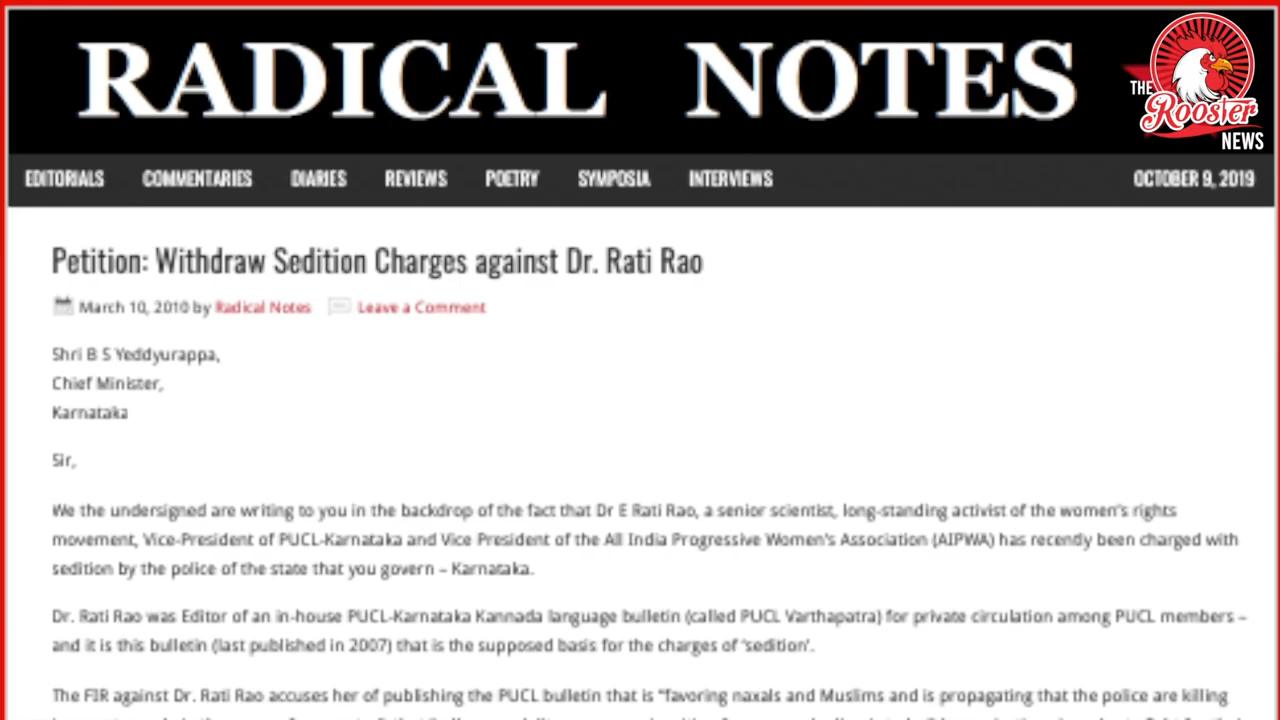 RADICAL NOTES
THE
Rooster
NEWS
EDITORIALS COMMENTARIES DIARIES REVIEWS POETRY SYMPOSIA INTERVIEWS OCTOBER 9, 2019
Petition: Withdraw Sedition Charges against Dr. Rati Rao
March 10, 2010 by Radical Notes Leave a Comment
Shri B S Yeddyurappa,
Chief Minister,
Karnataka
Sir,
We the undersigned are writing to you in the backdrop of the fact that Dr E Rati Rao, a senior scientist, long-standing activist of the women's rights
movement, Vice-President of PUCL-Karnataka and Vice President of the All India Progressive Women's Association (AIPWA) has recently been charged with
sedition by the police of the state that you govern – Karnataka.
Dr. Rati Rao was Editor of an in-house PUCL-Karnataka Kannada language bulletin (called PUCL Varthapatra) for private circulation among PUCL members –
and it is this bulletin (last published in 2007) that is the supposed basis for the charges of 'sedition'.
The FIR against Dr. Rati Rao accuses her of publishing the PUCL bulletin that is "favoring naxals and Muslims and is propagating that the police are killing